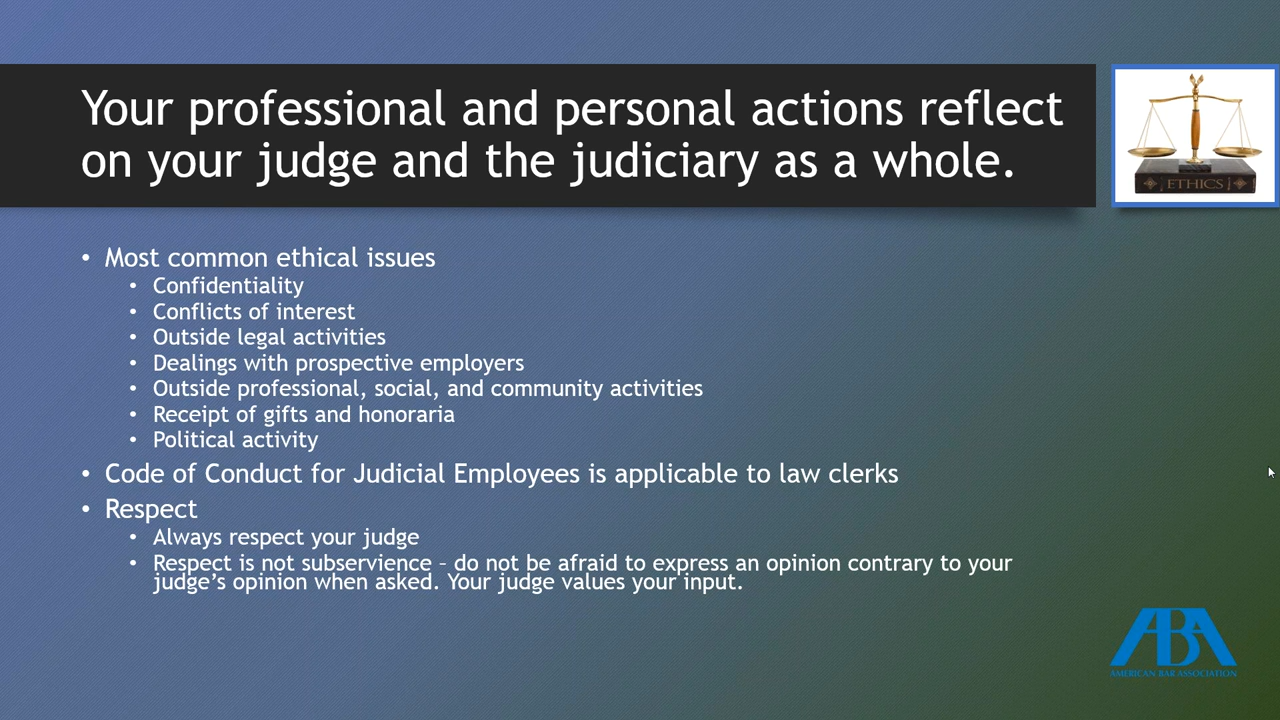 Your professional and personal actions reflect
on your judge and the judiciary as a whole.
ETHICS
• Most common ethical issues
• Confidentiality
• Conflicts of interest
• Outside legal activities
• Dealings with prospective employers
• Outside professional, social, and community activities
• Receipt of gifts and honoraria
• Political activity
• Code of Conduct for Judicial Employees is applicable to law clerks
• Respect
• Always respect your judge
• Respect is not subservience – do not be afraid to express an opinion contrary to your
judge’s opinion when asked. Your judge values your input.
ABA
AMERICAN BAR ASSOCIATION